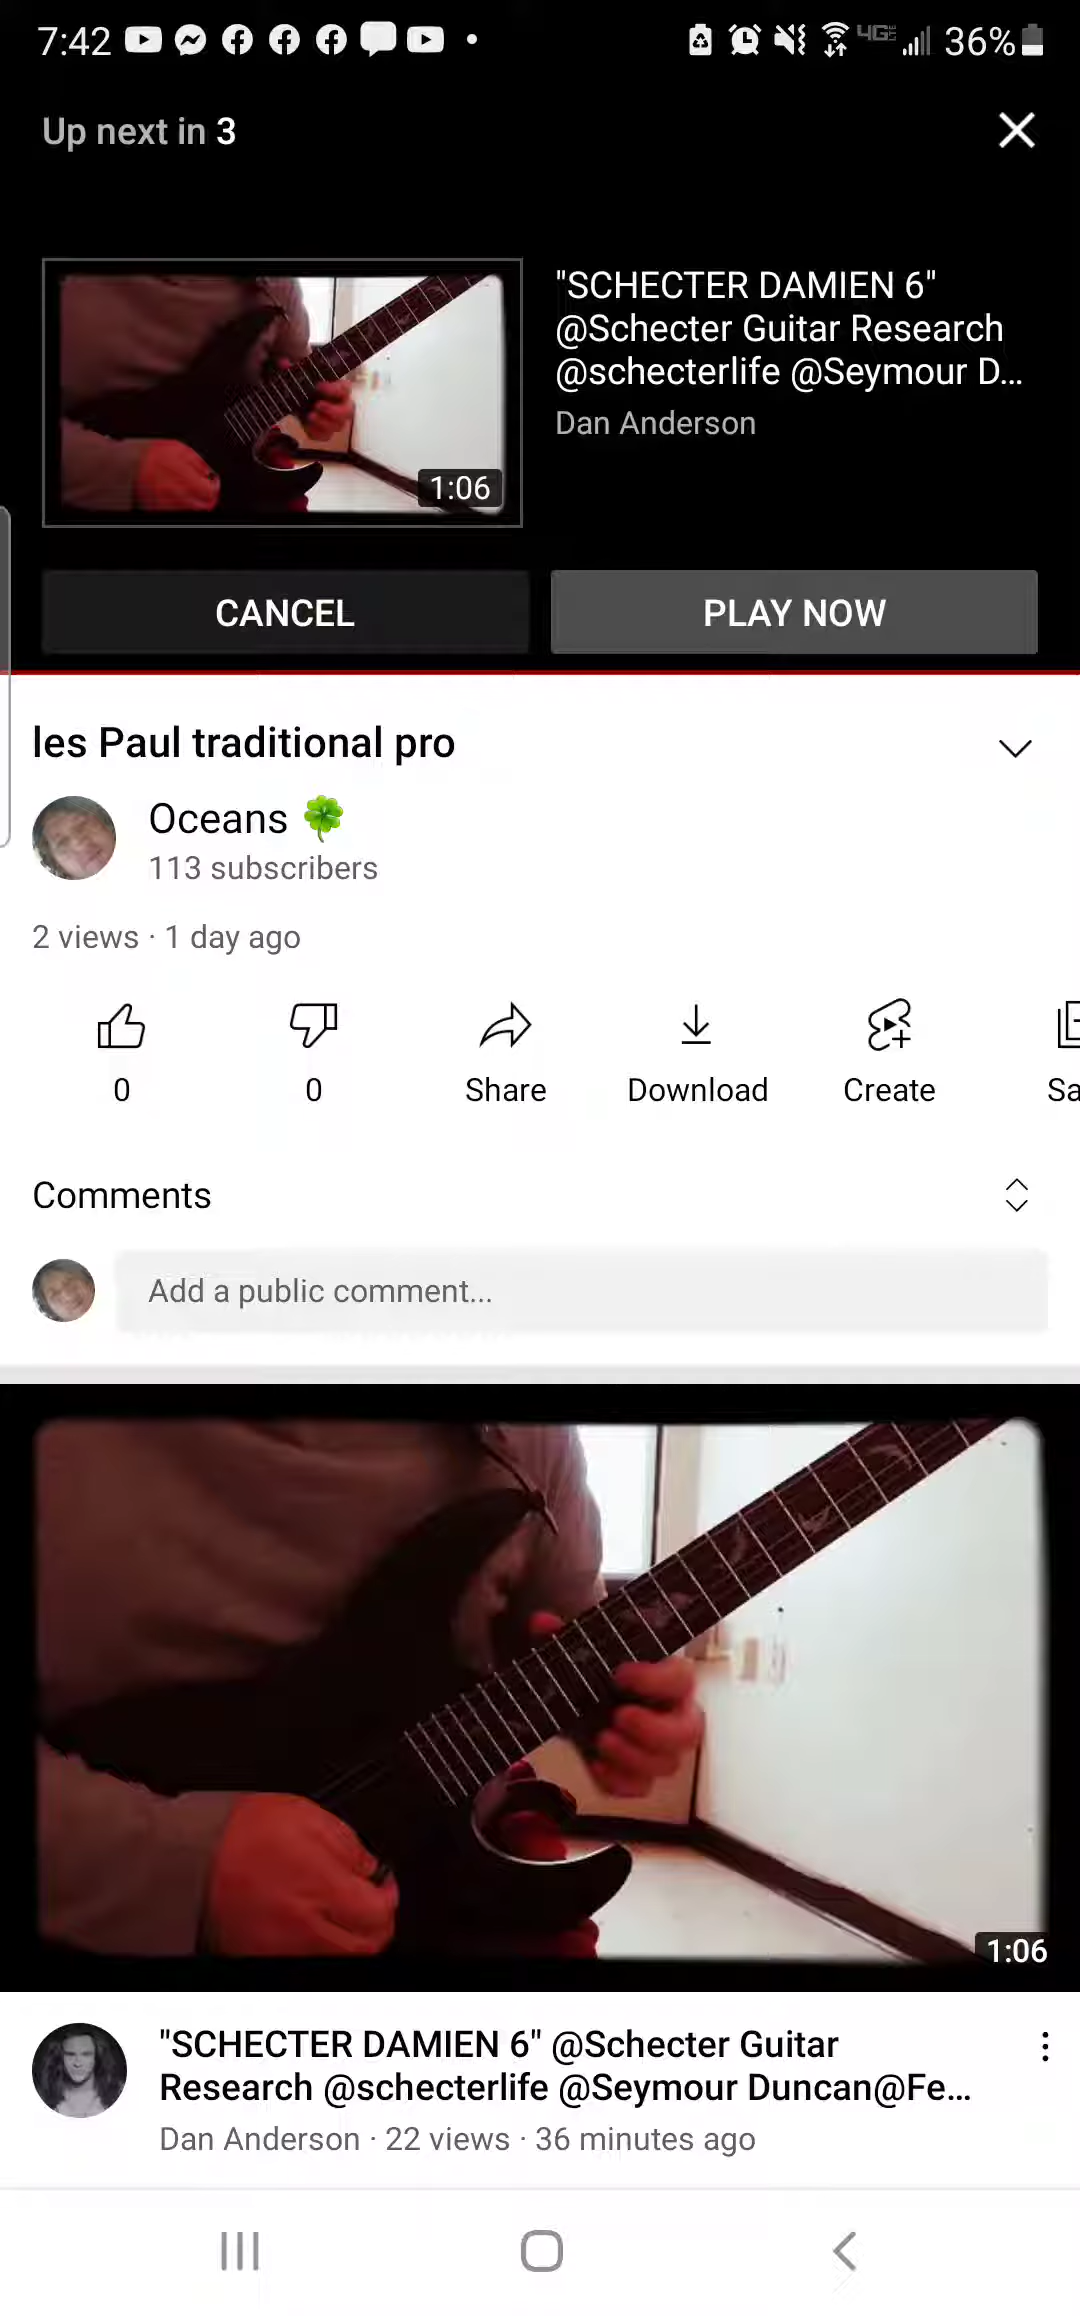 7:42
4G LTE
36%
Up next in 3
"SCHECTER DAMIEN 6"
@Schecter Guitar Research
@schecterlife @Seymour D...
Dan Anderson
1:06
CANCEL
PLAY NOW
les Paul traditional pro
Oceans 🍀
113 subscribers
2 views · 1 day ago
0
0
Share
Download
Create
Sa
Comments
Add a public comment...
1:06
"SCHECTER DAMIEN 6" @Schecter Guitar
Research @schecterlife @Seymour Duncan@Fe...
Dan Anderson · 22 views · 36 minutes ago